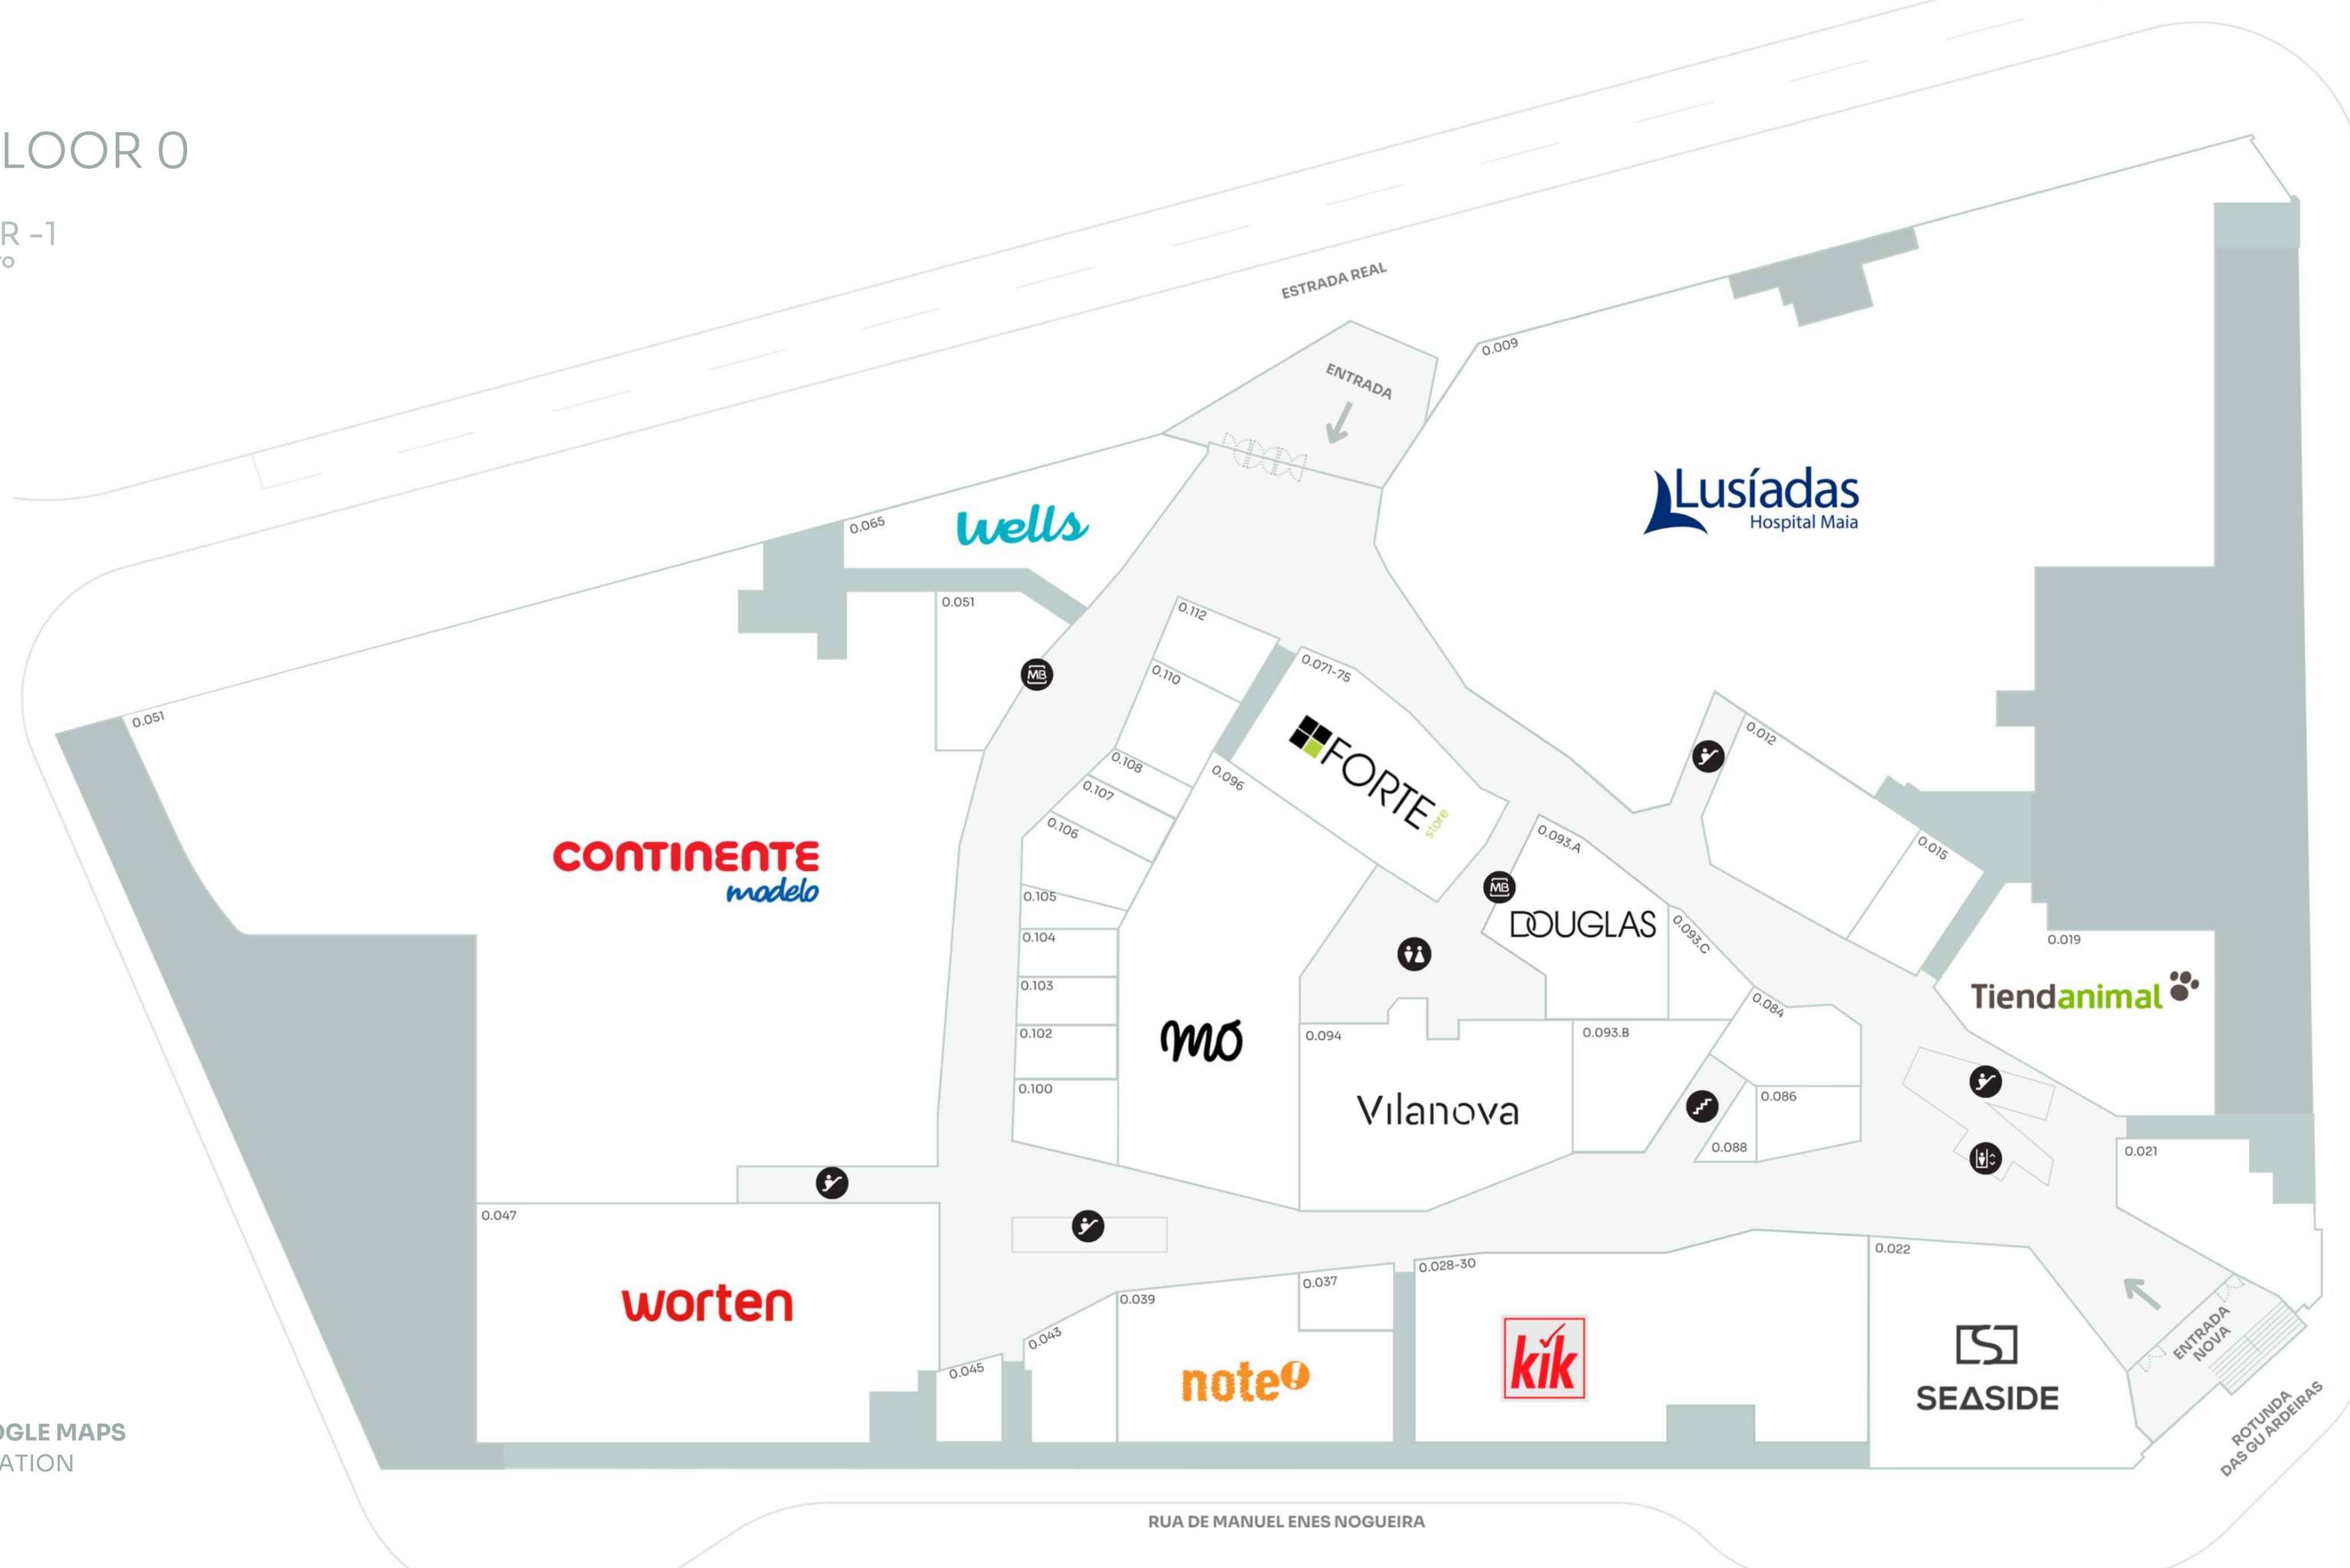 LOOR 0
R -1
ro
OGLE MAPS
ATION
ESTRADA REAL
ENTRADA
0.009
Lusíadas
Hospital Maia
0.065
wells
0.051
MB
0.051
CONTINENTE
modelo
0.112
0.110
0.108
0.107
0.106
0.105
0.104
0.103
0.102
0.100
0.071-75
FORTE
store
0.096
mo
MB
0.093.A
DOUGLAS
0.093.C
0.012
0.015
0.019
Tiendanimal
0.094
Vilanova
0.093.B
0.084
0.086
0.088
0.021
0.047
worten
0.045
0.043
0.039
note!
0.037
0.028-30
kik
0.022
SEASIDE
ENTRADA
NOVA
ROTUNDA
DAS GUARDEIRAS
RUA DE MANUEL ENES NOGUEIRA